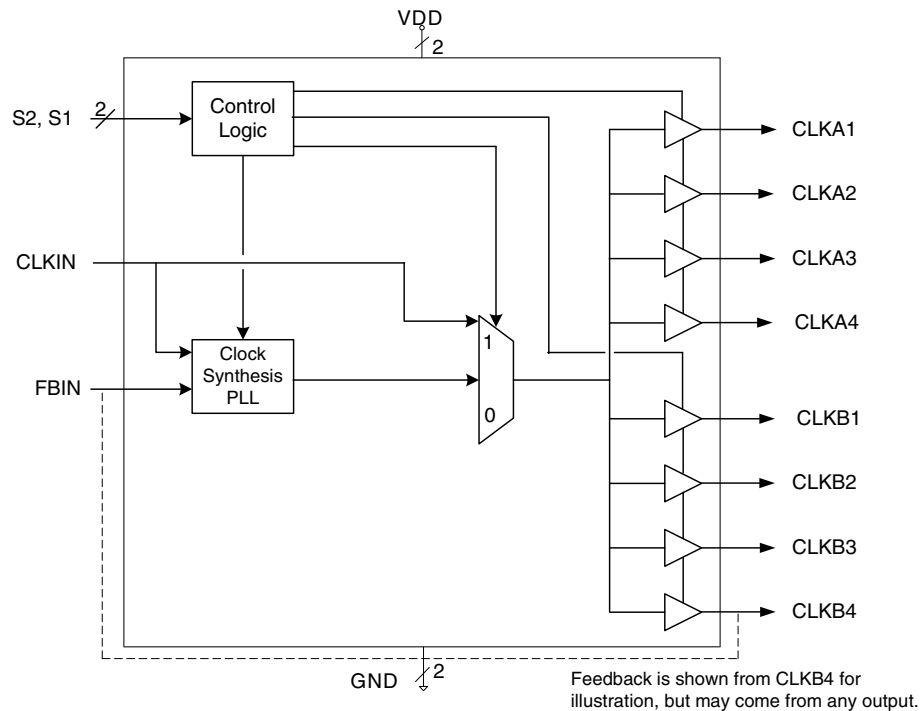 VDD
2
S2, S1
2
Control
Logic
CLKA1
CLKA2
CLKIN
CLKA3
CLKA4
1
Clock
Synthesis
PLL
FBIN
0
CLKB1
CLKB2
CLKB3
CLKB4
GND
2
Feedback is shown from CLKB4 for
illustration, but may come from any output.